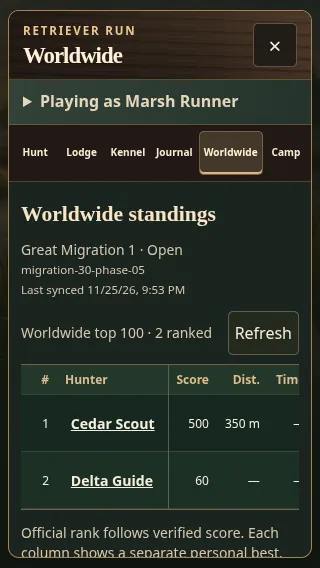 RETRIEVER RUN
Worldwide
✕
▶ Playing as Marsh Runner
Hunt Lodge Kennel Journal Worldwide Camp
Worldwide standings
Great Migration 1 · Open
migration-30-phase-05
Last synced 11/25/26, 9:53 PM
Worldwide top 100 · 2 ranked Refresh
# Hunter Score Dist. Tim
1 Cedar Scout 500 350 m –
2 Delta Guide 60 — –
Official rank follows verified score. Each
column shows a separate personal best.